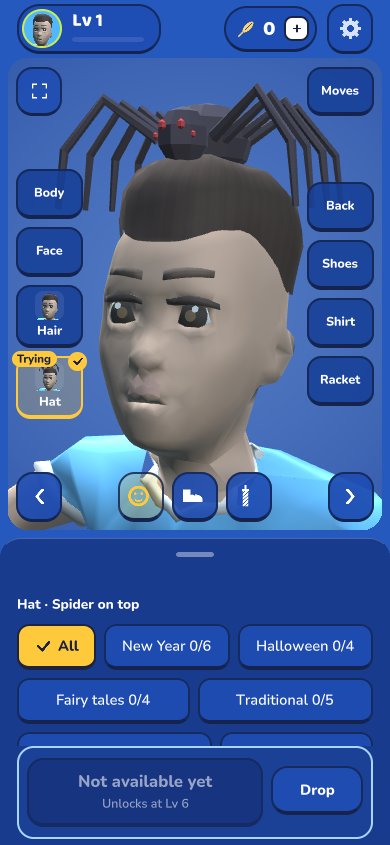 Lv 1
0
+
Moves
Body
Back
Face
Shoes
Hair
Shirt
Trying
Hat
Racket
Hat · Spider on top
All
New Year 0/6
Halloween 0/4
Fairy tales 0/4
Traditional 0/5
Not available yet
Unlocks at Lv 6
Drop